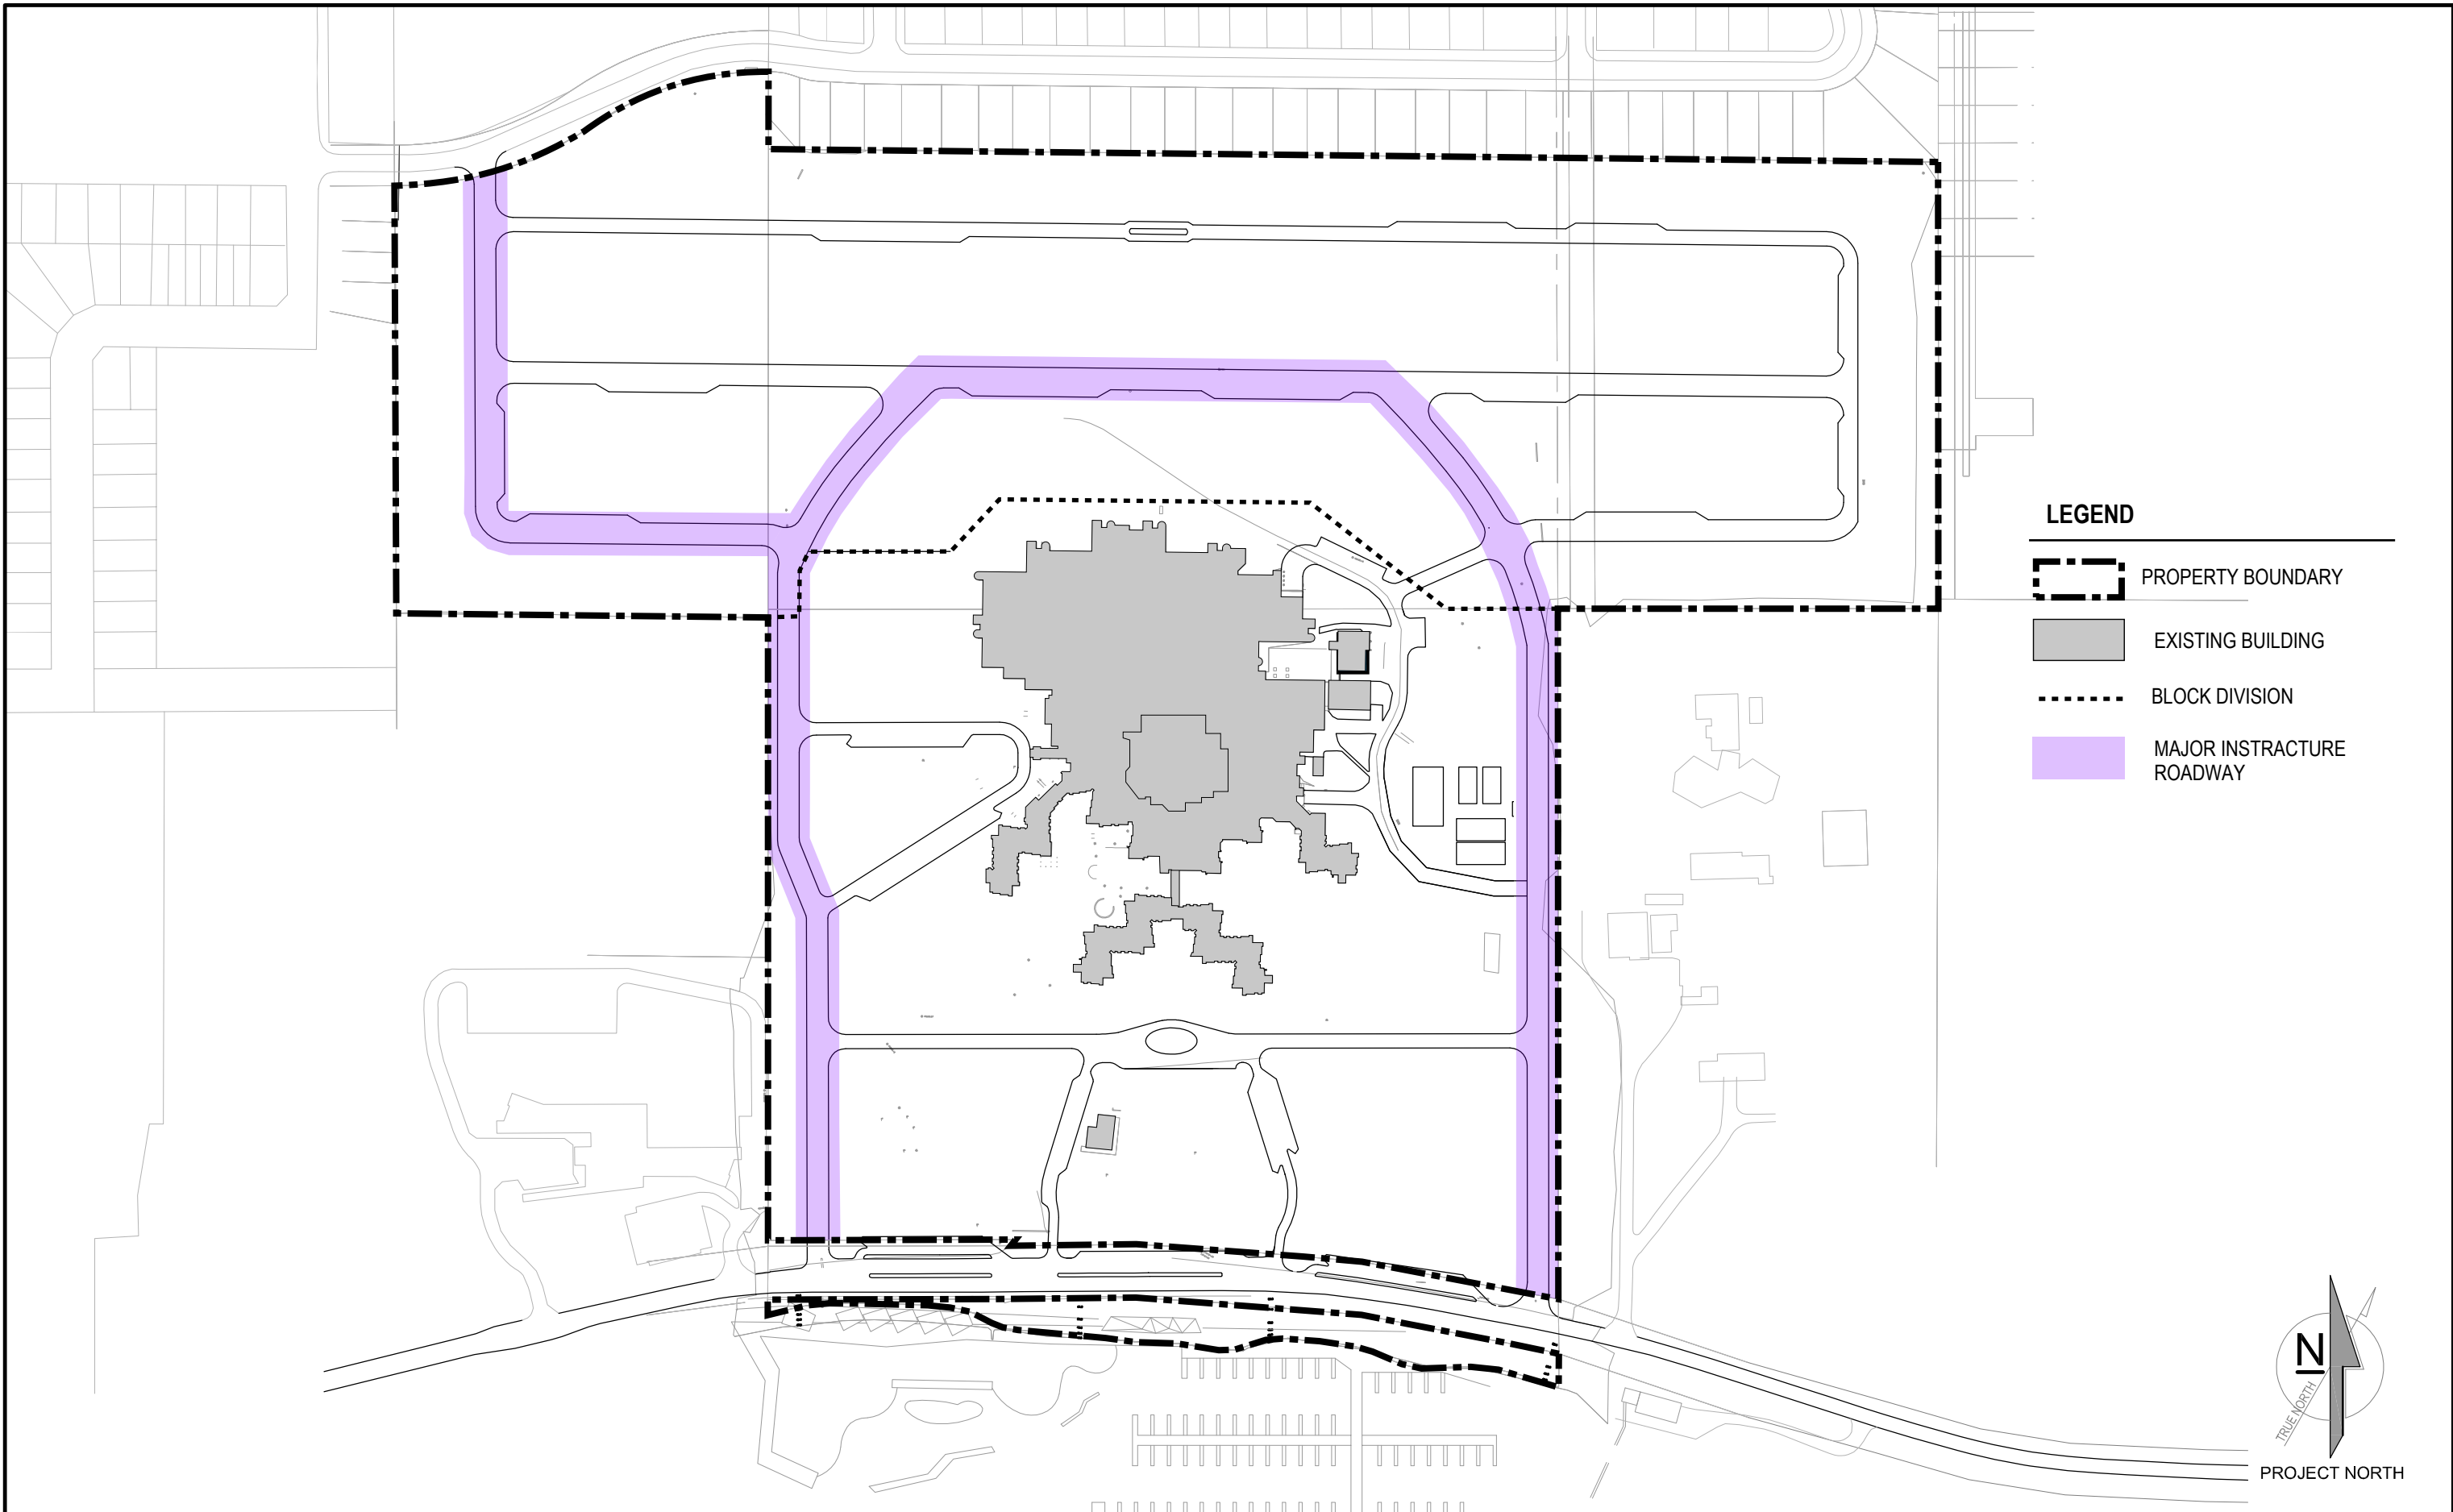 LEGEND
PROPERTY BOUNDARY
EXISTING BUILDING
BLOCK DIVISION
MAJOR INSTRACTURE
ROADWAY
N
TRUE NORTH
PROJECT NORTH